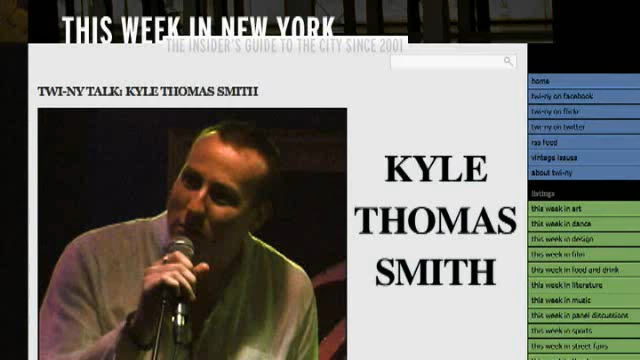 THIS WEEK IN NEW YORK
THE INSIDER'S GUIDE TO THE CITY SINCE 2001
TWI-NY TALK: KYLE THOMAS SMITH
KYLE
THOMAS
SMITH
home
twi-ny on facebook
twi-ny on flickr
twi-ny on twitter
rss feed
vintage issues
about twi-ny
listings
this week in art
this week in dance
this week in design
this week in film
this week in food and drink
this week in literature
this week in music
this week in panel discussions
this week in sports
this week in street fairs